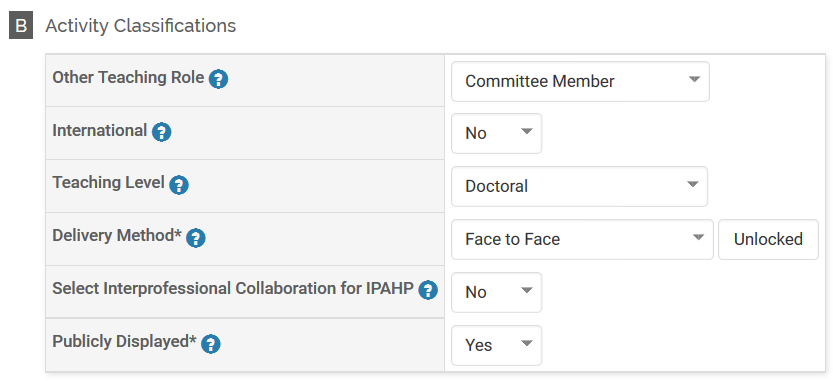 B Activity Classifications
Other Teaching Role ? Committee Member
International ? No
Teaching Level ? Doctoral
Delivery Method* ? Face to Face Unlocked
Select Interprofessional Collaboration for IPAHP ? No
Publicly Displayed* ? Yes